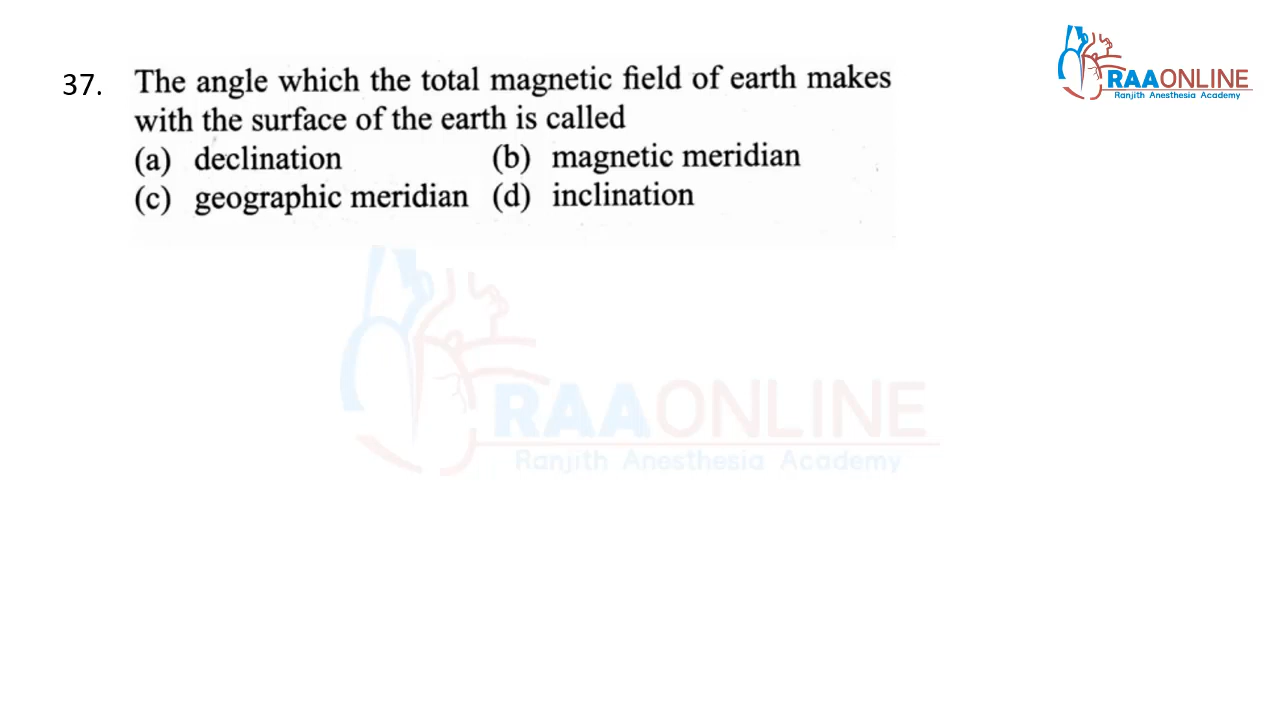 RAAONLINE
Ranjith Anesthesia Academy
37. The angle which the total magnetic field of earth makes
with the surface of the earth is called
(a) declination (b) magnetic meridian
(c) geographic meridian (d) inclination
RAAONLINE
Ranjith Anesthesia Academy